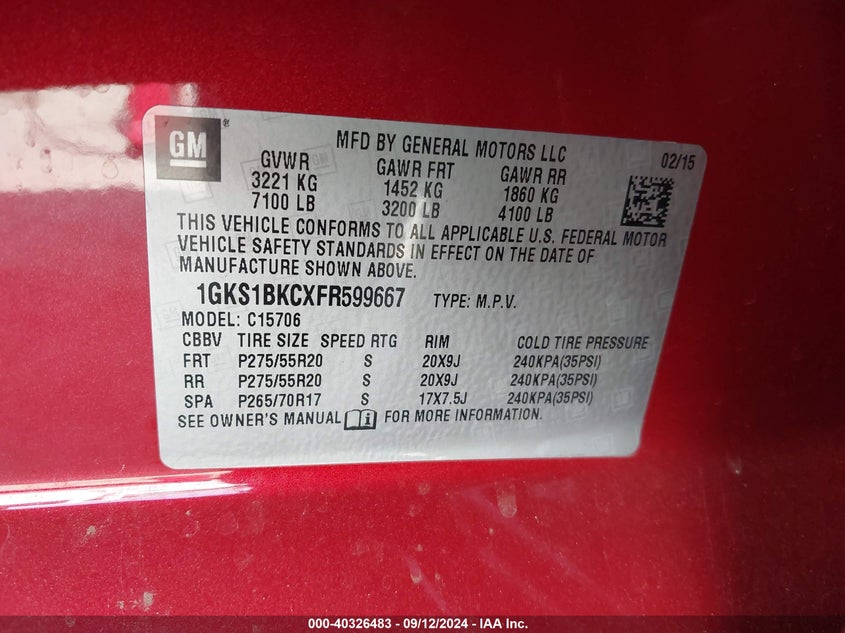 GM®
MFD BY GENERAL MOTORS LLC 02/15
GVWR GAWR FRT GAWR RR
3221 KG 1452 KG 1860 KG
7100 LB 3200 LB 4100 LB
THIS VEHICLE CONFORMS TO ALL APPLICABLE U.S. FEDERAL MOTOR
VEHICLE SAFETY STANDARDS IN EFFECT ON THE DATE OF
MANUFACTURE SHOWN ABOVE.
1GKS1BKCXFR599667 TYPE: M.P.V.
MODEL: C15706
CBBV TIRE SIZE SPEED RTG RIM COLD TIRE PRESSURE
FRT P275/55R20 S 20X9J 240KPA(35PSI)
RR P275/55R20 S 20X9J 240KPA(35PSI)
SPA P265/70R17 S 17X7.5J 240KPA(35PSI)
SEE OWNER'S MANUAL FOR MORE INFORMATION.
000-40326483 - 09/12/2024 - IAA Inc.